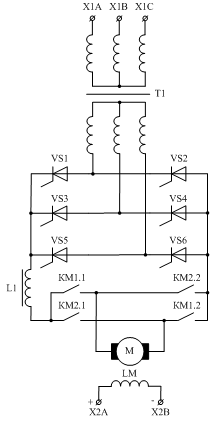 X1A X1B X1C
T1
VS1 VS2
VS3 VS4
VS5 VS6
L1
KM1.1 KM2.2
KM2.1 KM1.2
M
LM
+ -
X2A X2B